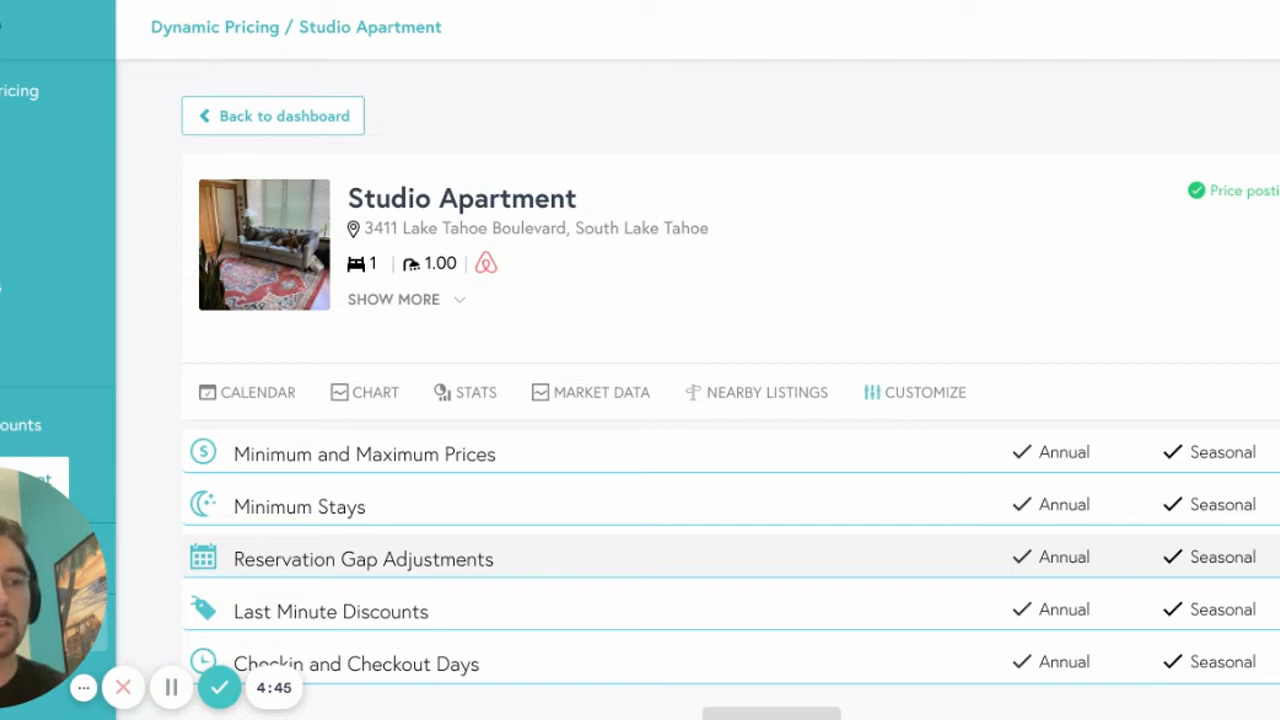 Dynamic Pricing / Studio Apartment
ricing
Back to dashboard
Studio Apartment
Price posti
3411 Lake Tahoe Boulevard, South Lake Tahoe
1 | 1.00 |
SHOW MORE
CALENDAR CHART STATS MARKET DATA NEARBY LISTINGS CUSTOMIZE
ounts
Minimum and Maximum Prices Annual Seasonal
Minimum Stays Annual Seasonal
Reservation Gap Adjustments Annual Seasonal
Last Minute Discounts Annual Seasonal
Checkin and Checkout Days Annual Seasonal
4:45